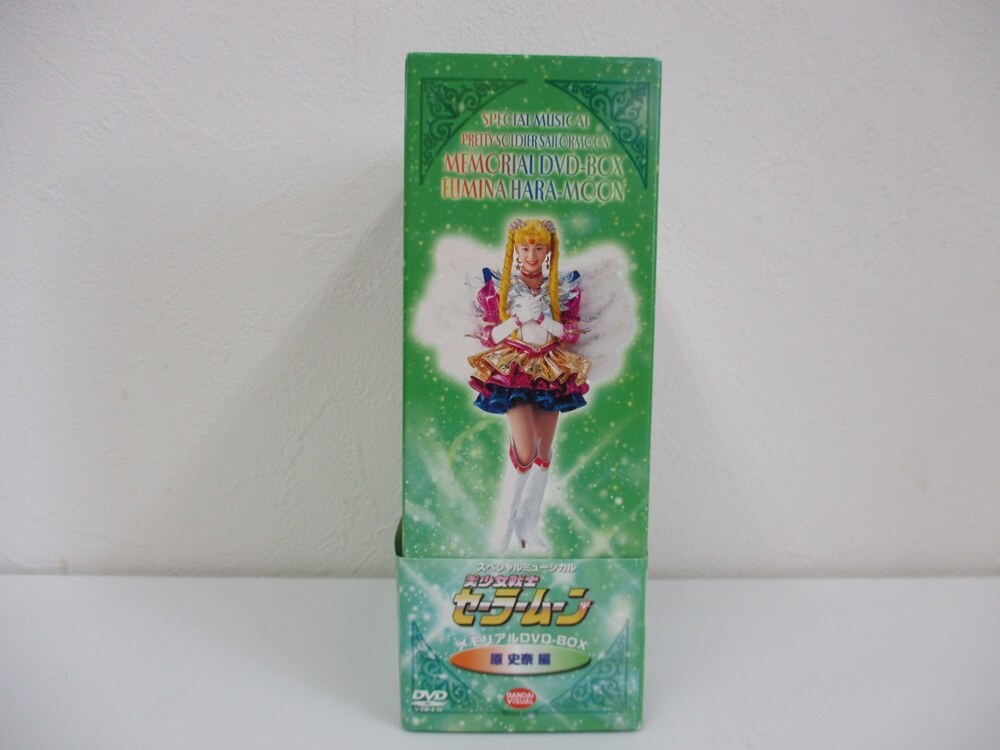 SPECIAL MUSICAL
PRETTY SOLDIER SAILORMOON
MEMORIAL DVD-BOX
FUMINA HARA-MOON
スペシャルミュージカル
美少女戦士
セーラームーン
メモリアルDVD-BOX
原 史奈 編
DVD
VIDEO
BANDAI
VISUAL